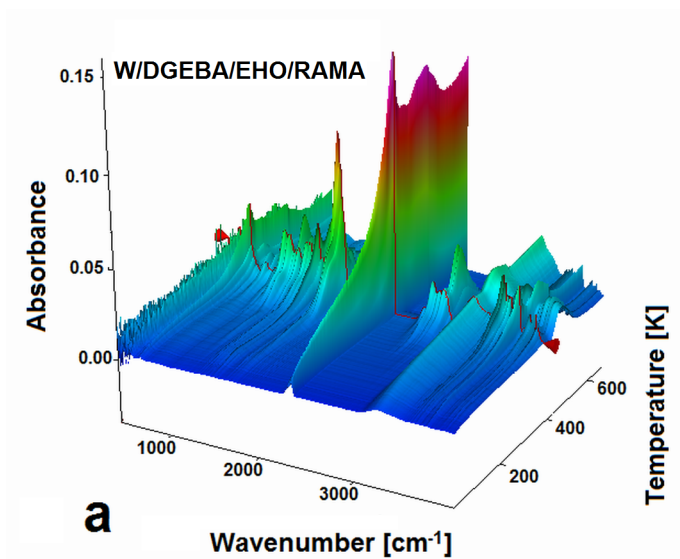 W/DGEBA/EHO/RAMA
0.15
0.10
0.05
0.00
Absorbance
1000
2000
3000
Wavenumber [cm⁻¹]
200
400
600
Temperature [K]
a